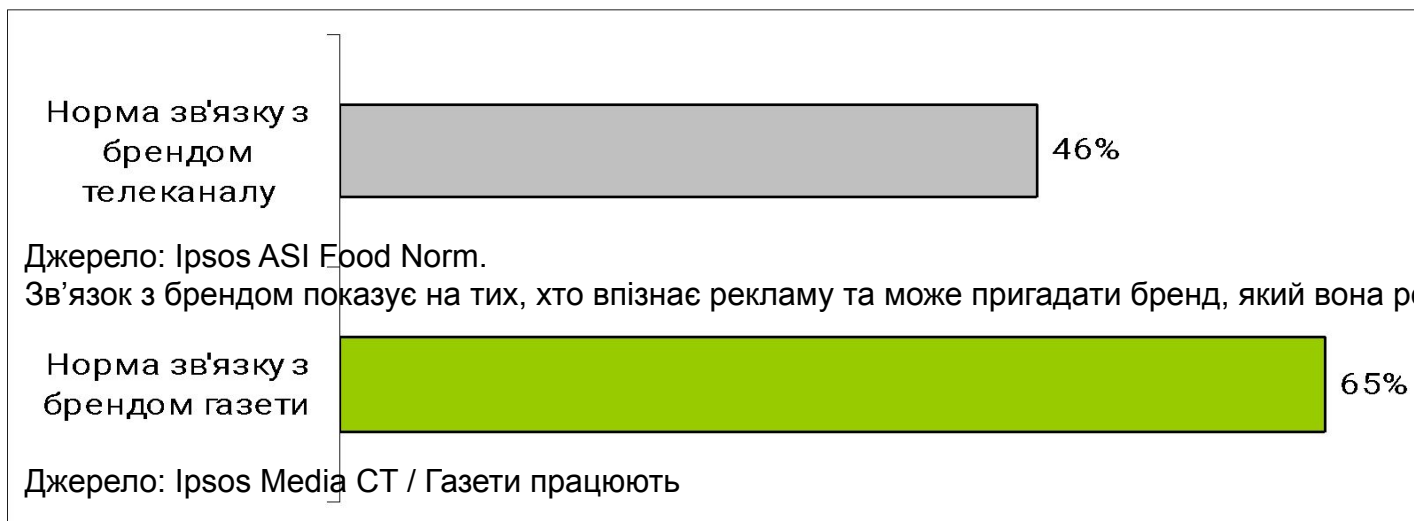 Норма зв'язку з
брендом
телеканалу
46%
Джерело: Ipsos ASI Food Norm.
Зв’язок з брендом показує на тих, хто впізнає рекламу та може пригадати бренд, який вона
Норма зв'язку з
брендом газети
65%
Джерело: Ipsos Media CT / Газети працюють